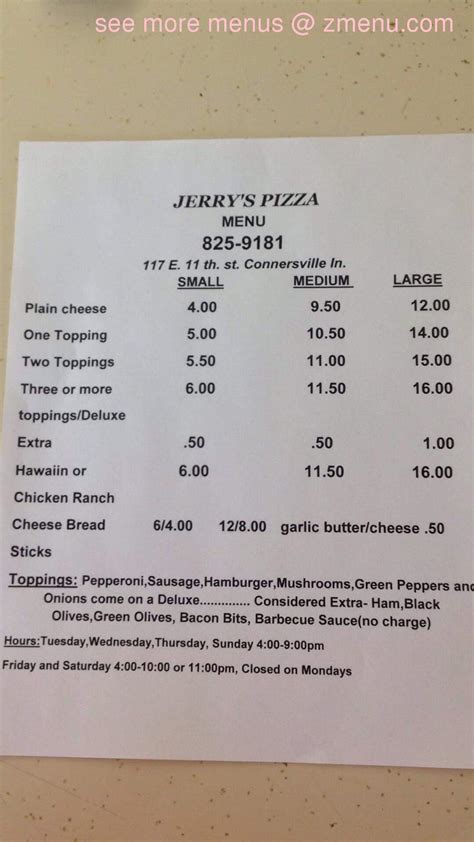 see more menus @ zmenu.com
JERRY'S PIZZA
MENU
825-9181
117 E. 11 th. st. Connersville In.
SMALL MEDIUM LARGE
Plain cheese 4.00 9.50 12.00
One Topping 5.00 10.50 14.00
Two Toppings 5.50 11.00 15.00
Three or more 6.00 11.50 16.00
toppings/Deluxe
Extra .50 .50 1.00
Hawaiin or 6.00 11.50 16.00
Chicken Ranch
Cheese Bread 6/4.00 12/8.00 garlic butter/cheese .50
Sticks
Toppings: Pepperoni,Sausage,Hamburger,Mushrooms,Green Peppers and
Onions come on a Deluxe............. Considered Extra- Ham,Black
Olives,Green Olives, Bacon Bits, Barbecue Sauce(no charge)
Hours:Tuesday,Wednesday,Thursday, Sunday 4:00-9:00pm
Friday and Saturday 4:00-10:00 or 11:00pm, Closed on Mondays